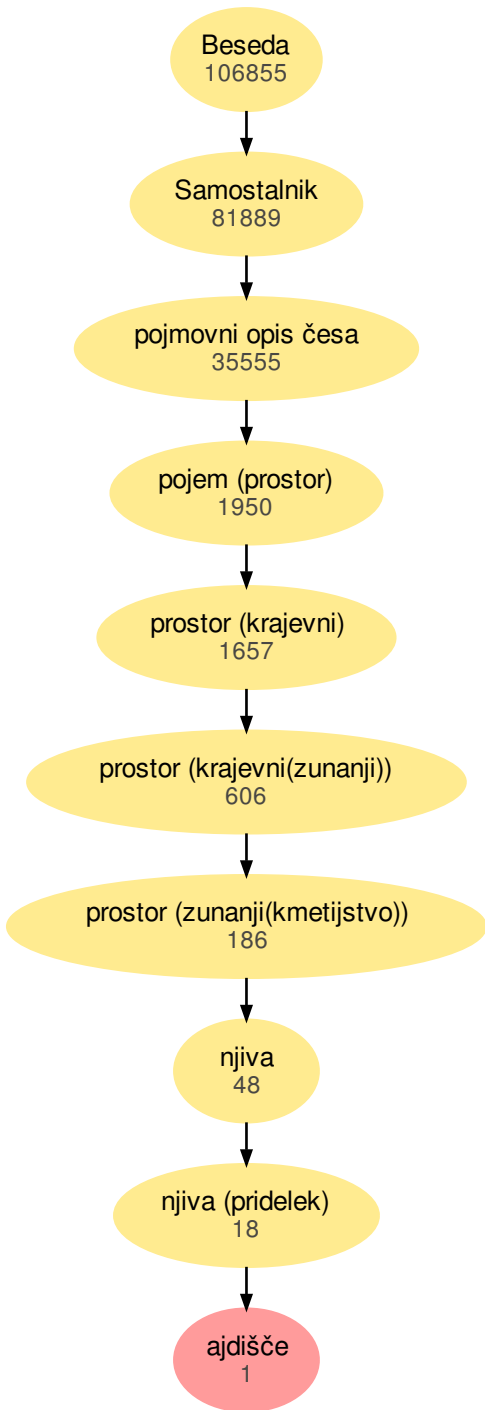 Beseda
106855
Samostalnik
81889
pojmovni opis česa
35555
pojem (prostor)
1950
prostor (krajevni)
1657
prostor (krajevni(zunanji))
606
prostor (zunanji(kmetijstvo))
186
njiva
48
njiva (pridelek)
18
ajdišče
1